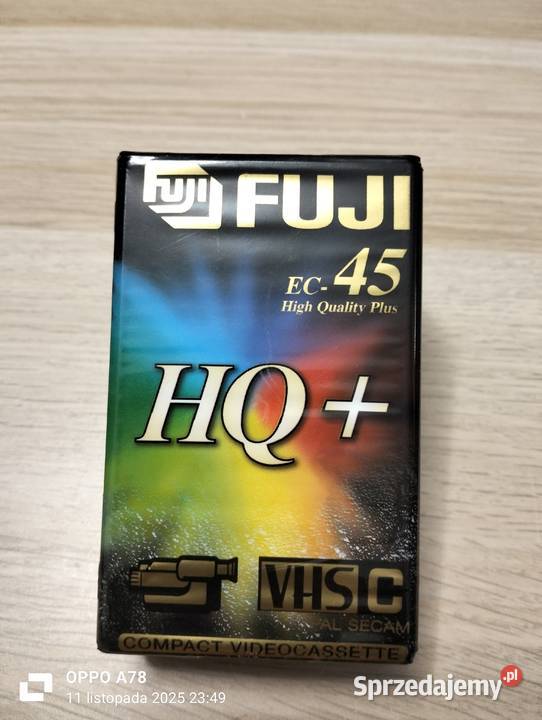 FUJI FUJI
EC-45
High Quality Plus
HQ+
VHS C
AL SECAM
COMPACT VIDEOCASSETTE
OPPO A78
11 listopada 2025 23:49
Sprzedajemy.pl